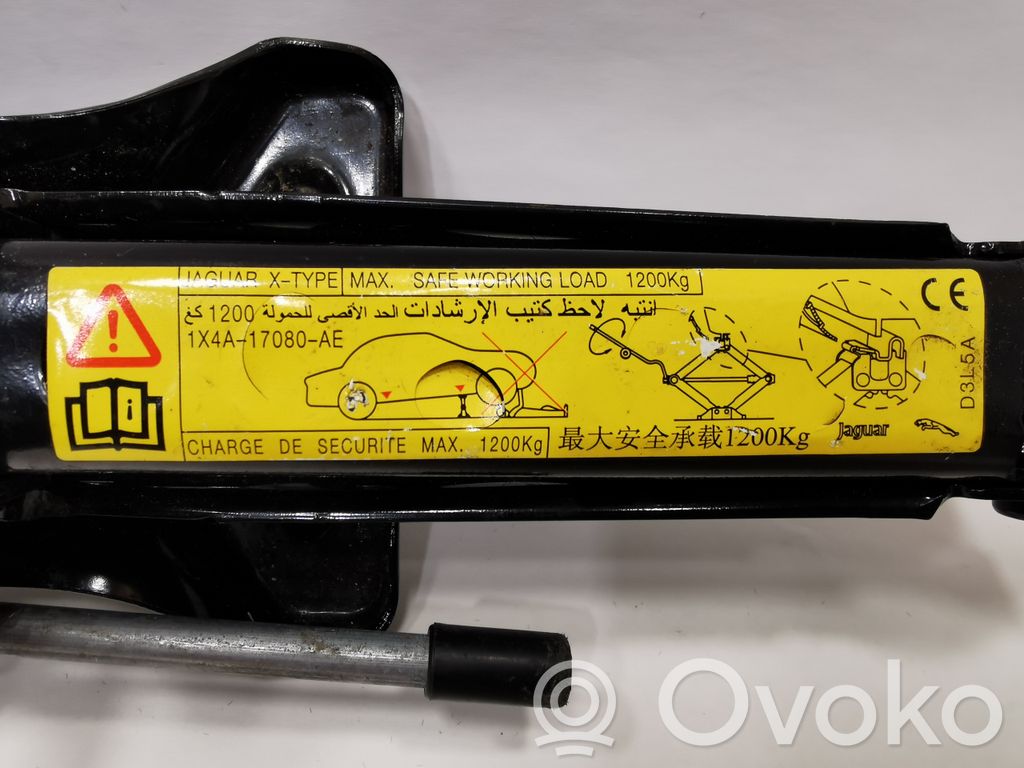 JAGUAR X-TYPE MAX. SAFE WORKING LOAD 1200Kg
انتبه لاحظ كتيب الإرشادات الحد الأقصى للحمولة 1200 كغ
1X4A-17080-AE
CHARGE DE SECURITE MAX. 1200Kg
最大安全承载1200Kg
Jaguar
CE
D3L5A
Ovoko